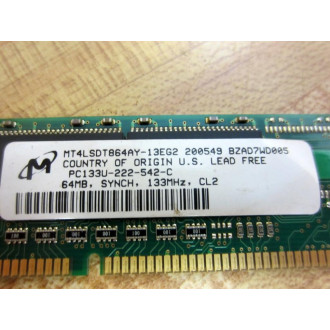 MT4LSDT864AY-13EG2 200549 BZAD7WD005
COUNTRY OF ORIGIN U.S. LEAD FREE
PC133U-222-542-C
64MB, SYNCH, 133MHz, CL2